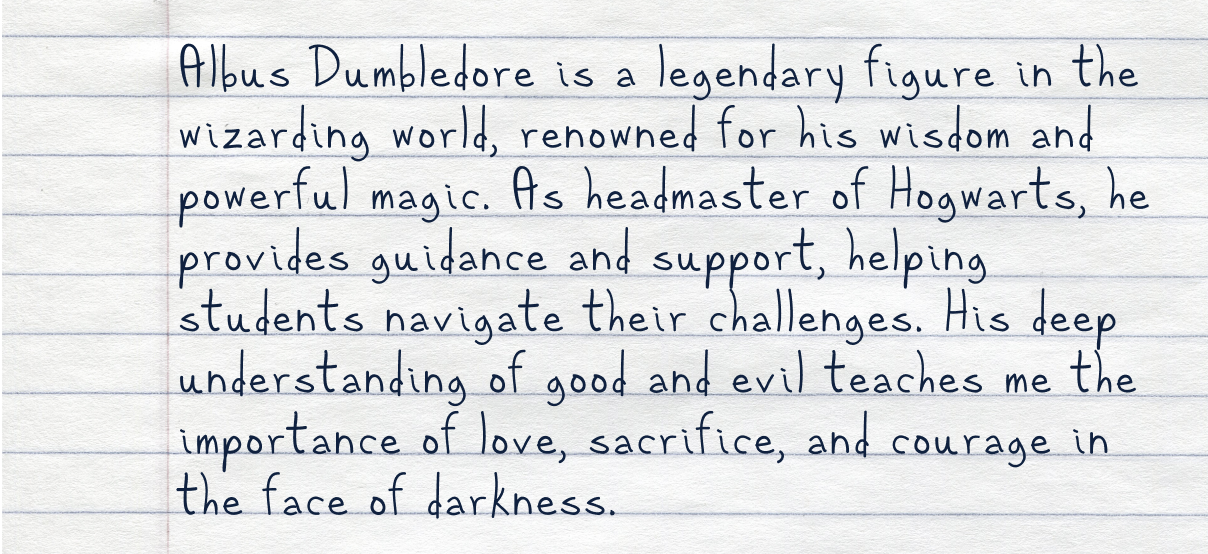 Albus Dumbledore is a legendary figure in the
wizarding world, renowned for his wisdom and
powerful magic. As headmaster of Hogwarts, he
provides guidance and support, helping
students navigate their challenges. His deep
understanding of good and evil teaches me the
importance of love, sacrifice, and courage in
the face of darkness.